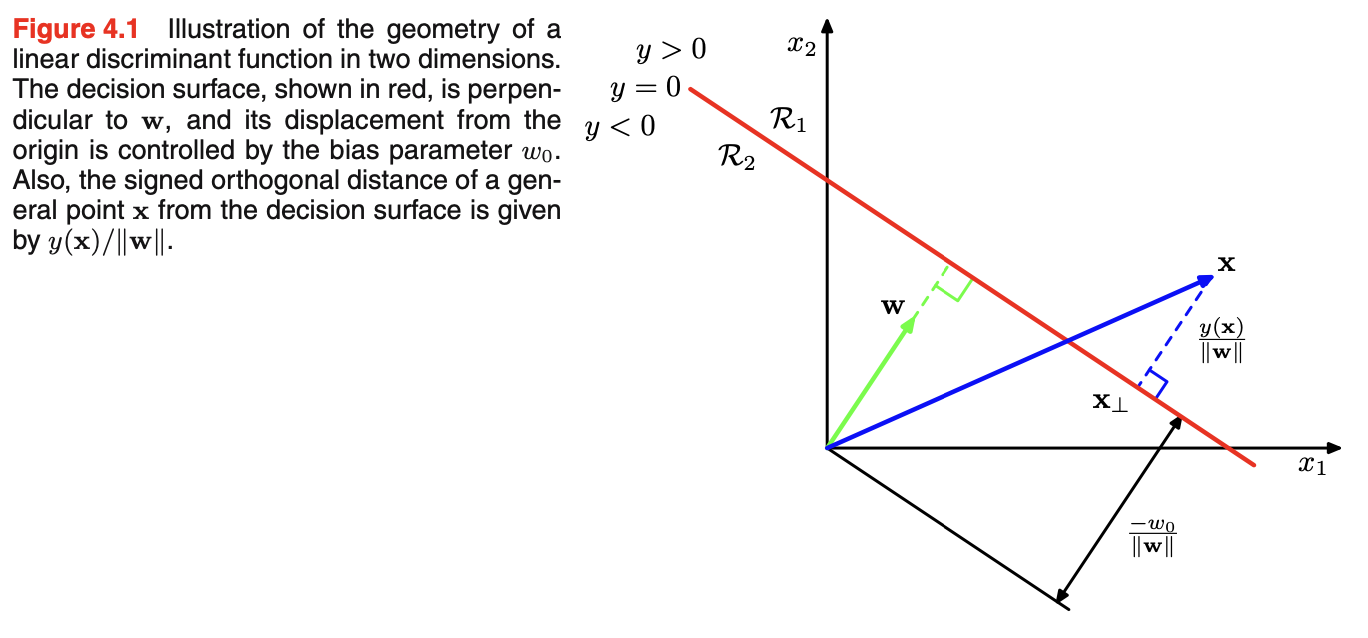 Figure 4.1 Illustration of the geometry of a
linear discriminant function in two dimensions.
The decision surface, shown in red, is perpen-
dicular to w, and its displacement from the
origin is controlled by the bias parameter w₀.
Also, the signed orthogonal distance of a gen-
eral point x from the decision surface is given
by y(x)/‖w‖.
y > 0
y = 0
y < 0
x₂
R₁
R₂
w
x
y(x)/‖w‖
x⊥
x₁
−w₀/‖w‖